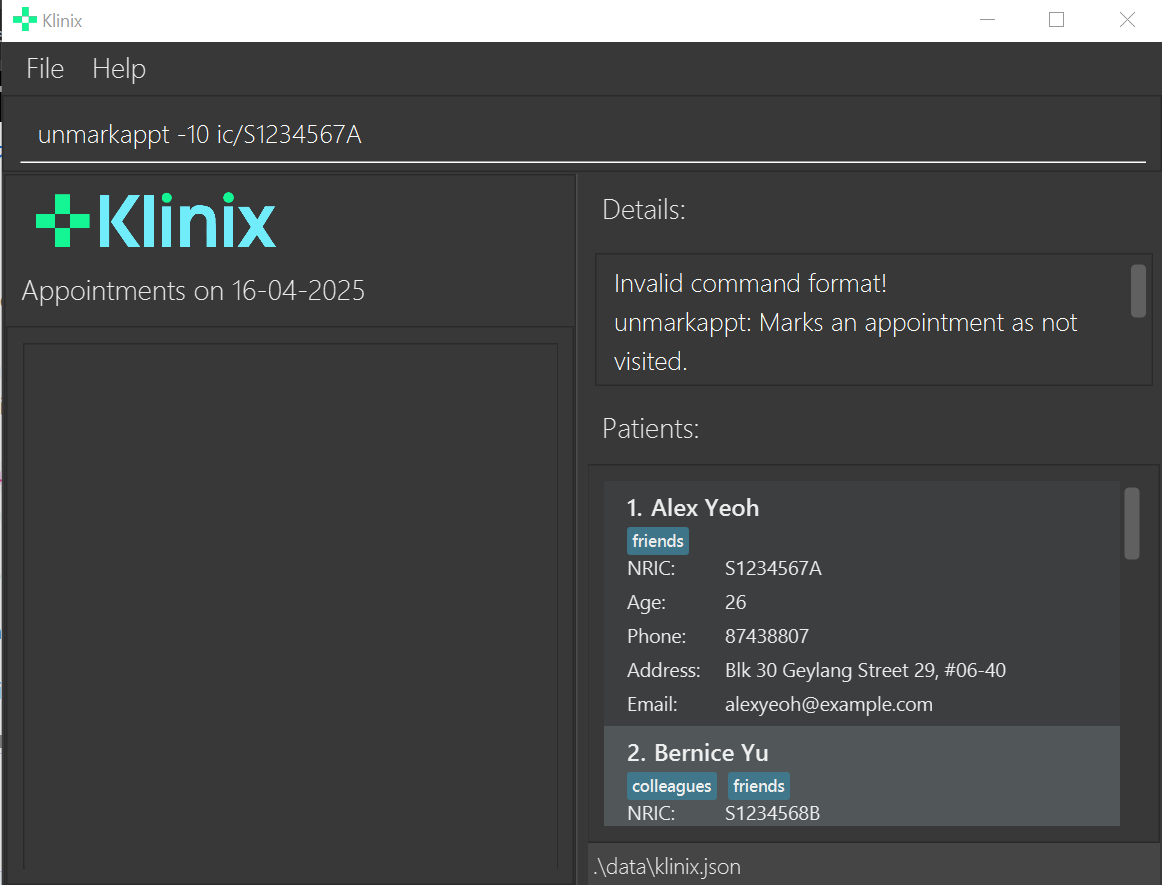 Klinix
File Help
unmarkappt -10 ic/S1234567A
Klinix
Appointments on 16-04-2025
Details:
Invalid command format!
unmarkappt: Marks an appointment as not
visited.
Patients:
1. Alex Yeoh
friends
NRIC: S1234567A
Age: 26
Phone: 87438807
Address: Blk 30 Geylang Street 29, #06-40
Email: alexyeoh@example.com
2. Bernice Yu
colleagues friends
NRIC: S1234568B
.\data\klinix.json